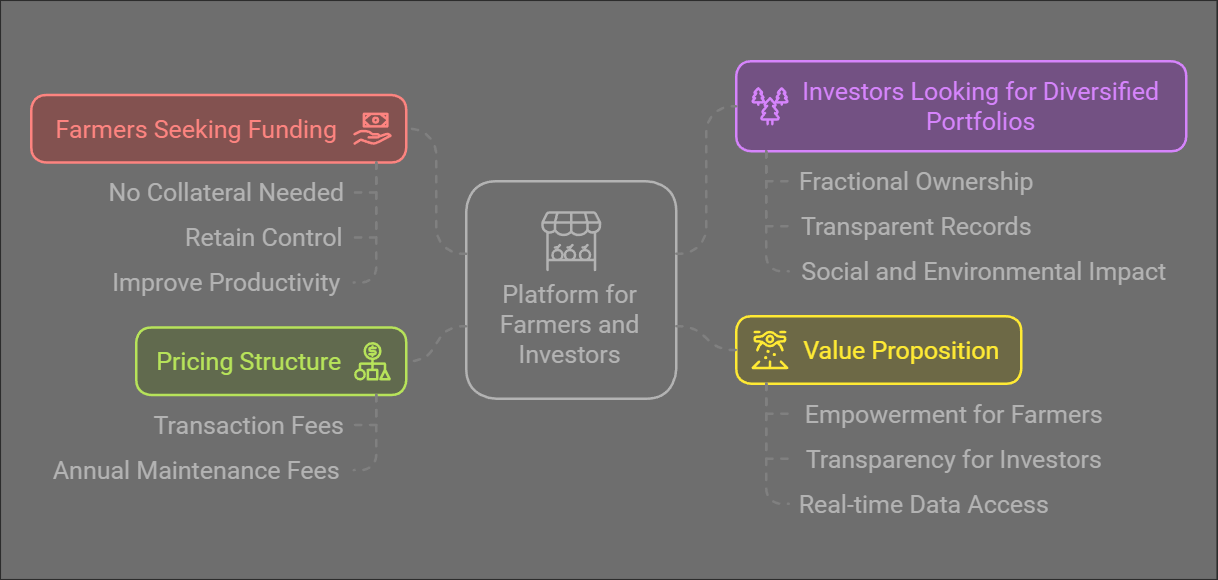 Farmers Seeking Funding
No Collateral Needed
Retain Control
Improve Productivity
Pricing Structure
Transaction Fees
Annual Maintenance Fees
Platform for
Farmers and
Investors
Investors Looking for Diversified
Portfolios
Fractional Ownership
Transparent Records
Social and Environmental Impact
Value Proposition
Empowerment for Farmers
Transparency for Investors
Real-time Data Access